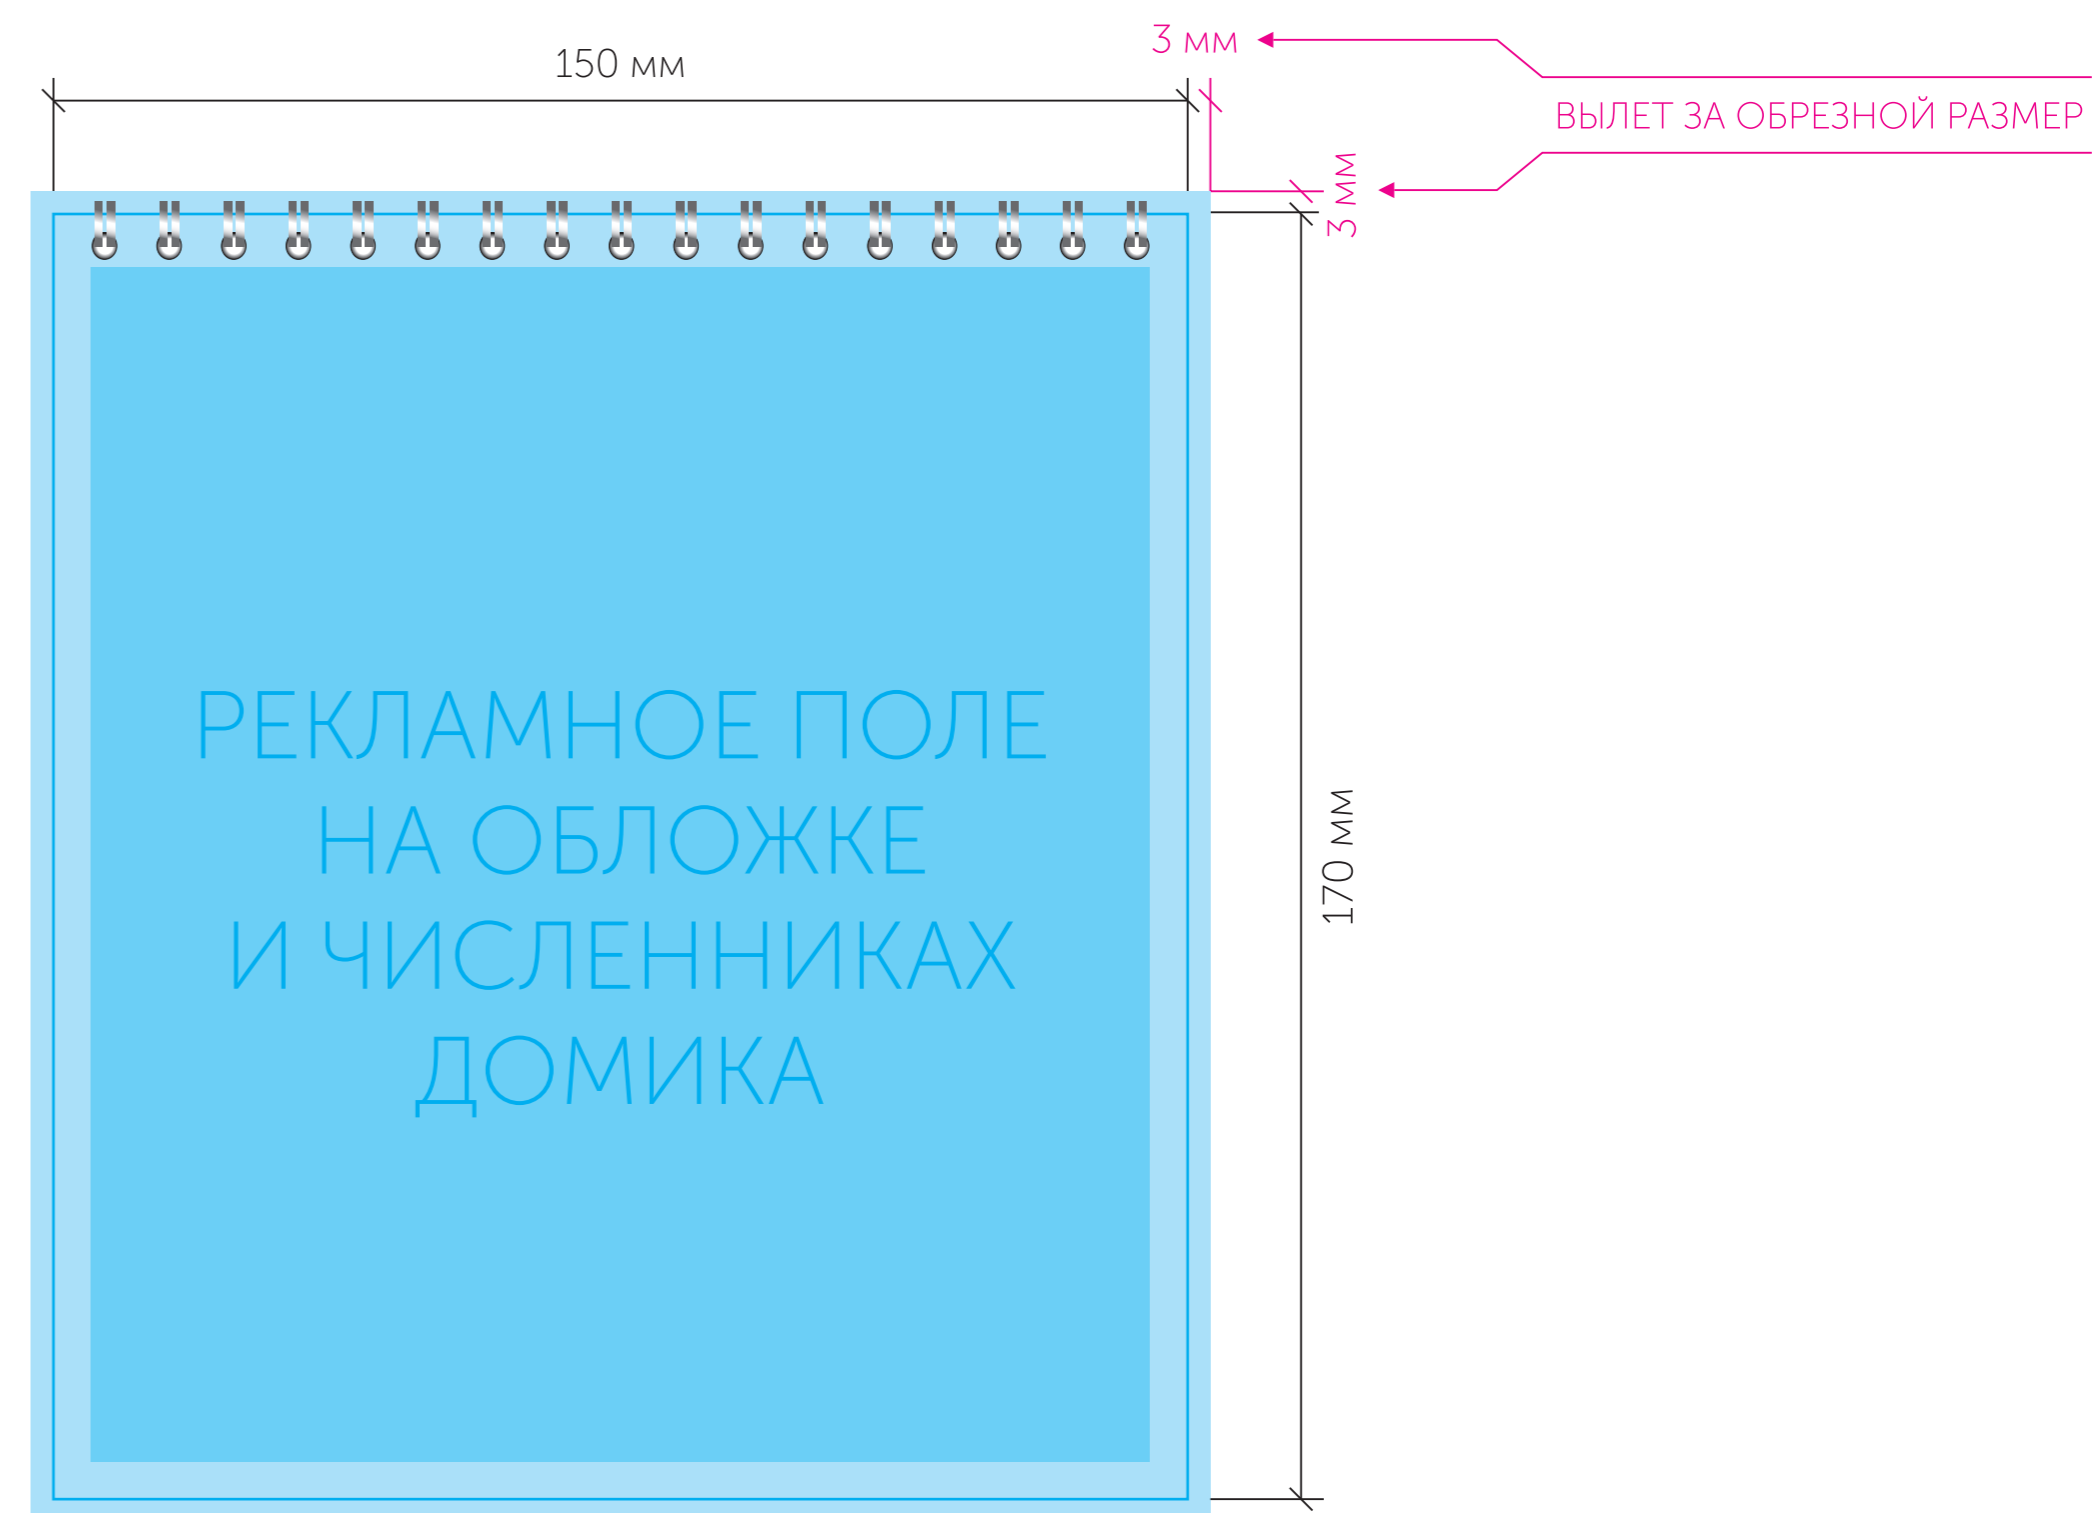 3 мм
150 мм
ВЫЛЕТ ЗА ОБРЕЗНОЙ РАЗМЕР
3 мм
РЕКЛАМНОЕ ПОЛЕ
НА ОБЛОЖКЕ
И ЧИСЛЕННИКАХ
ДОМИКА
170 мм